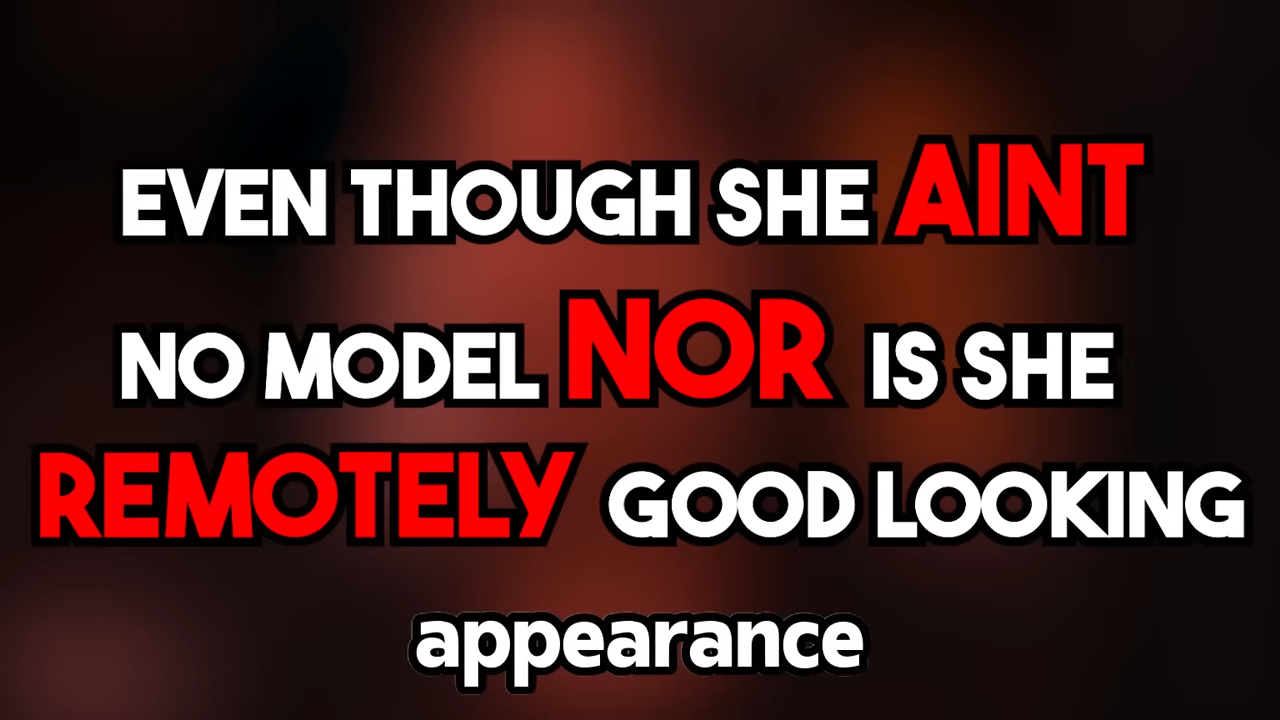 EVEN THOUGH SHE AINT
NO MODEL NOR IS SHE
REMOTELY GOOD LOOKING
appearance